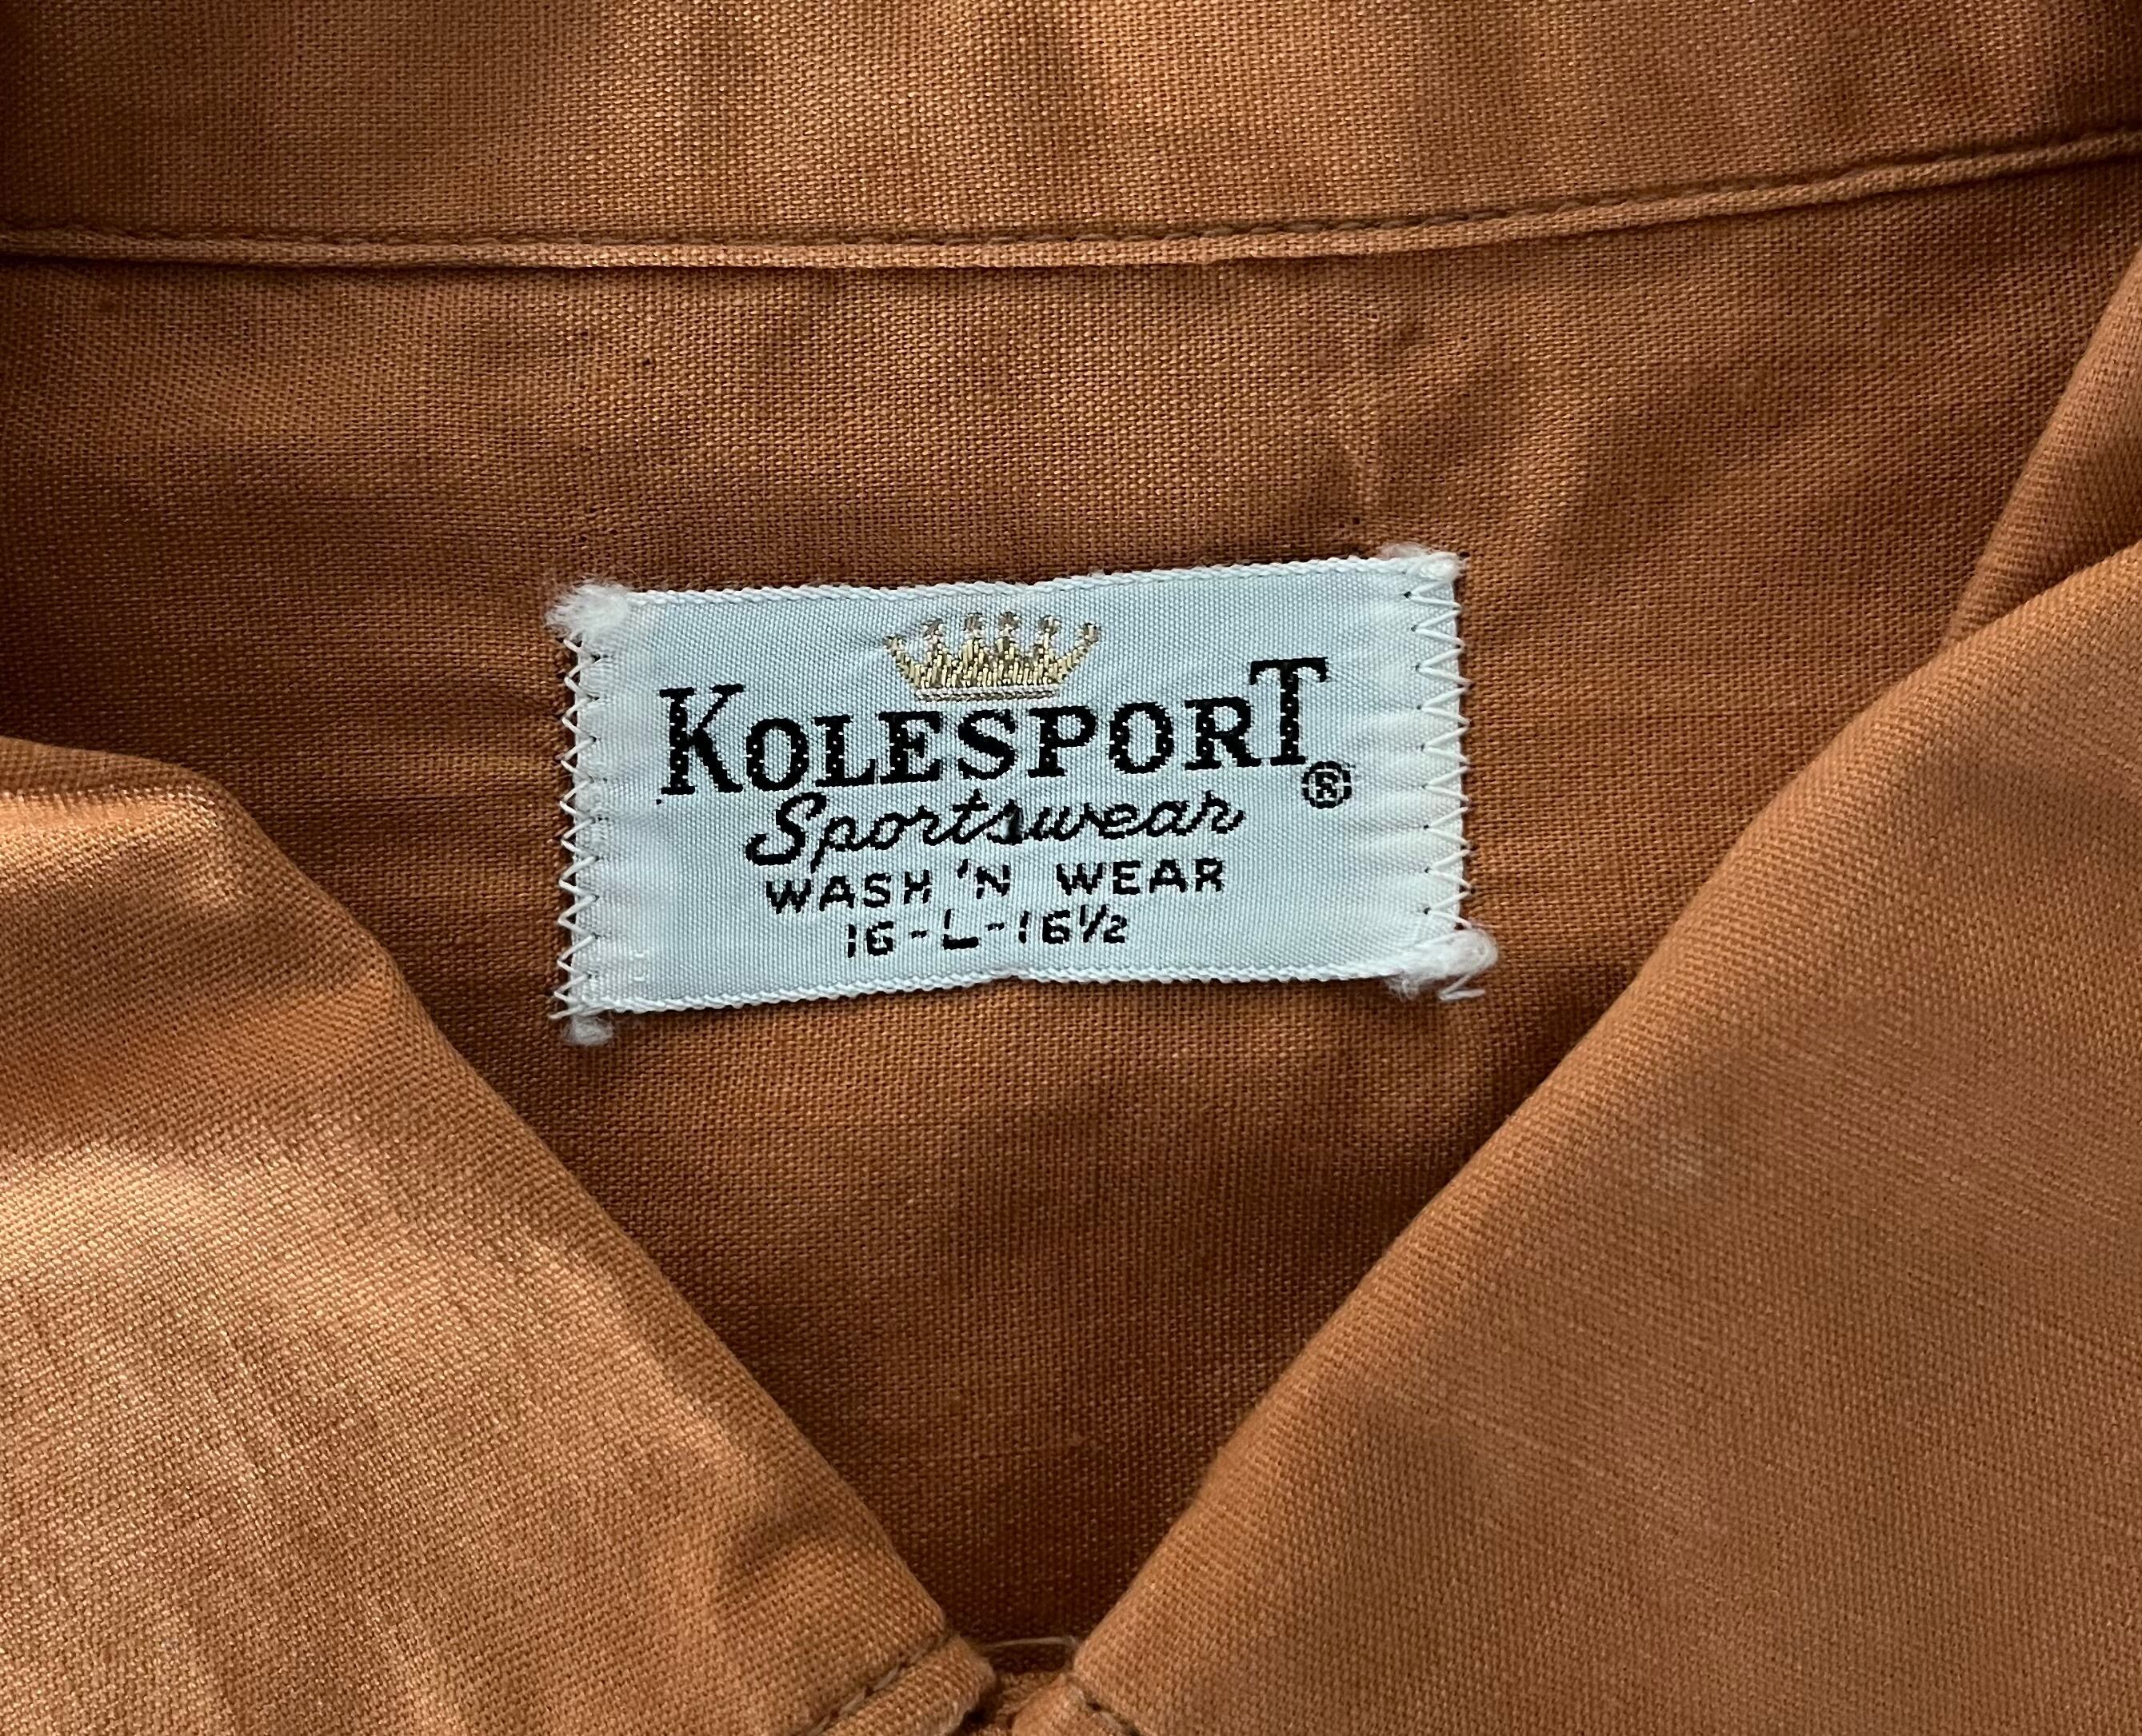 KOLESPORT ®
Sportswear
WASH 'N WEAR
16-L-16½